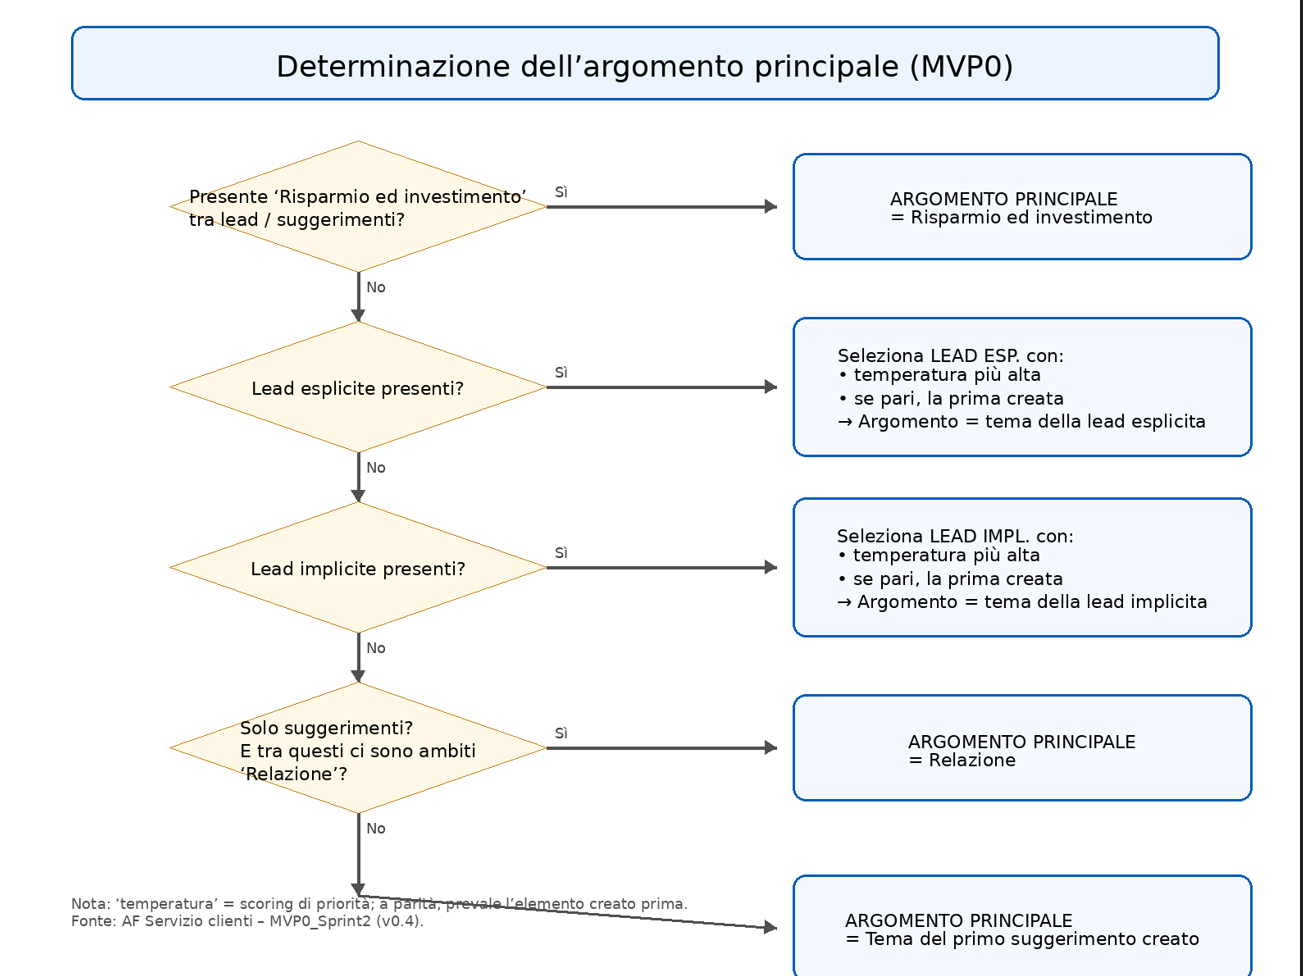 Determinazione dell’argomento principale (MVP0)
Presente ‘Risparmio ed investimento’
tra lead / suggerimenti?
Sì
ARGOMENTO PRINCIPALE
= Risparmio ed investimento
No
Lead esplicite presenti?
Sì
Seleziona LEAD ESP. con:
• temperatura più alta
• se pari, la prima creata
→ Argomento = tema della lead esplicita
No
Lead implicite presenti?
Sì
Seleziona LEAD IMPL. con:
• temperatura più alta
• se pari, la prima creata
→ Argomento = tema della lead implicita
No
Solo suggerimenti?
E tra questi ci sono ambiti
‘Relazione’?
Sì
ARGOMENTO PRINCIPALE
= Relazione
No
Nota: ‘temperatura’ = scoring di priorità; a parità, prevale l’elemento creato prima.
Fonte: AF Servizio clienti – MVP0_Sprint2 (v0.4).
ARGOMENTO PRINCIPALE
= Tema del primo suggerimento creato